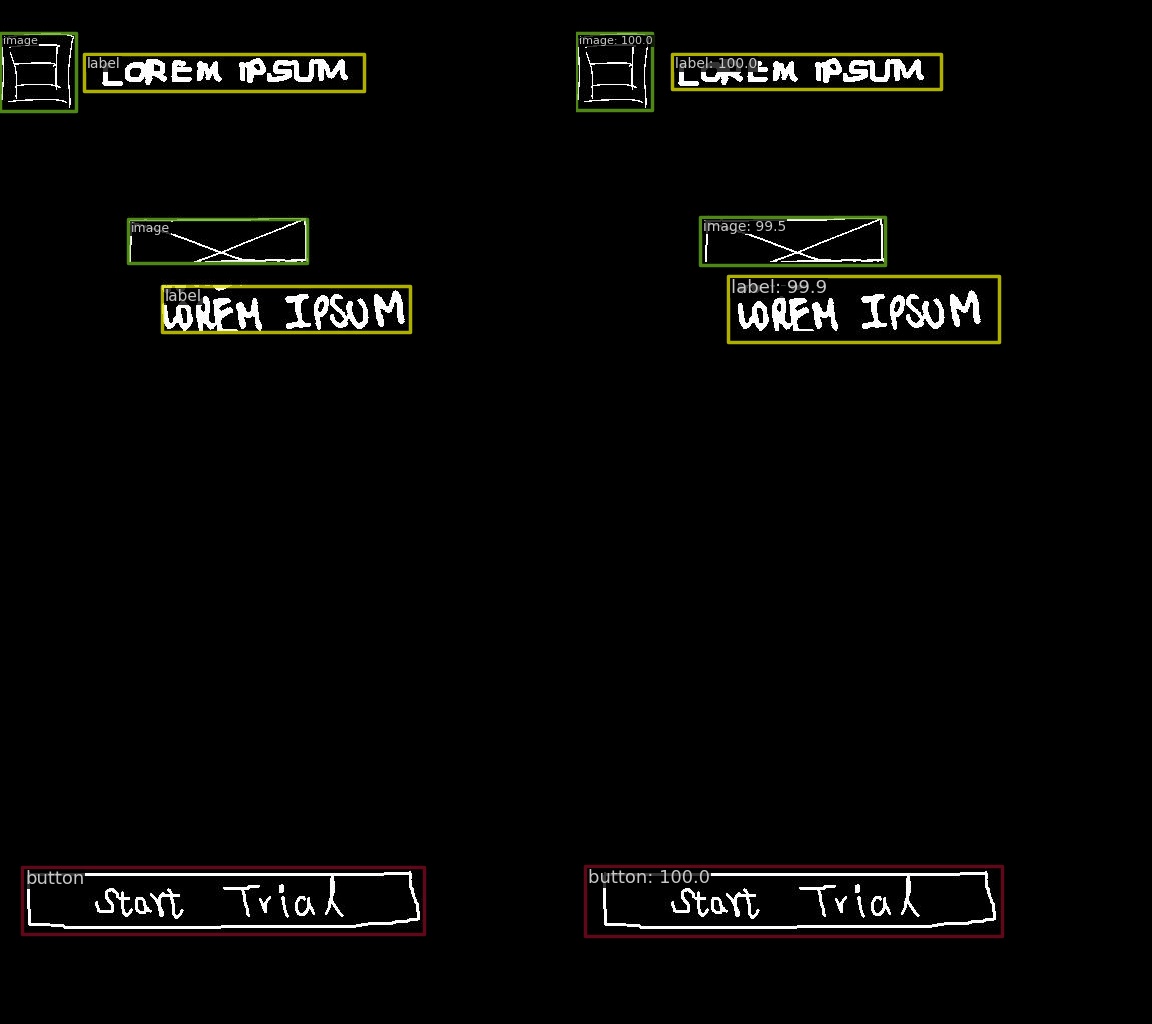 image
label LOREM IPSUM
image
label
LOREM IPSUM
button
Start Trial
image: 100.0
label: 100.0
LOREM IPSUM
image: 99.5
label: 99.9
LOREM IPSUM
button: 100.0
Start Trial